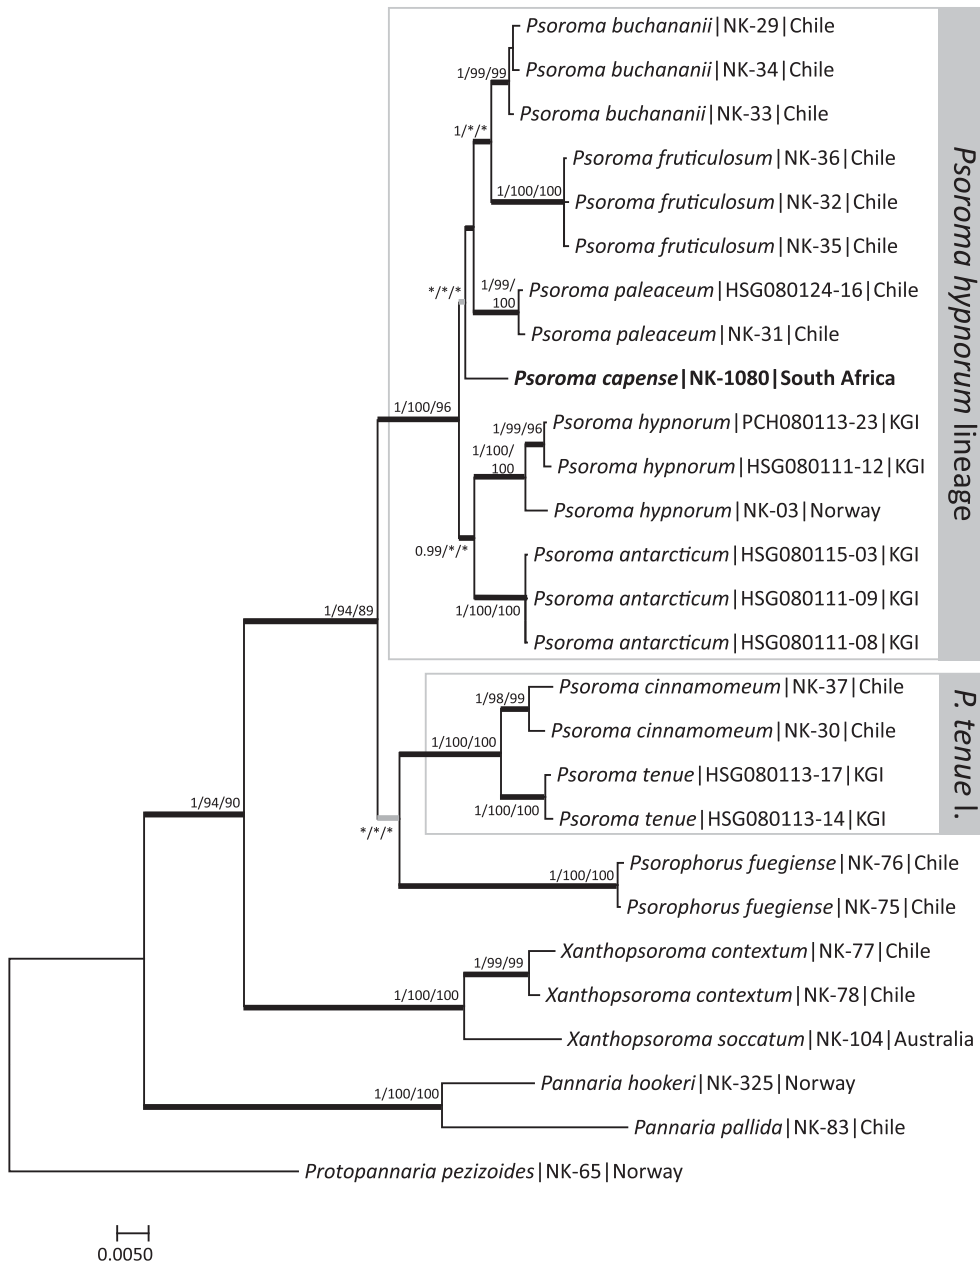 Psoroma buchananii|NK-29|Chile
Psoroma buchananii|NK-34|Chile
1/99/99
Psoroma buchananii|NK-33|Chile
1/*/*
Psoroma fruticulosum|NK-36|Chile
1/100/100
Psoroma fruticulosum|NK-32|Chile
Psoroma fruticulosum|NK-35|Chile
*/*/*
1/99/
100
Psoroma paleaceum|HSG080124-16|Chile
Psoroma paleaceum|NK-31|Chile
Psoroma capense|NK-1080|South Africa
1/100/96
Psoroma hypnorum|PCH080113-23|KGI
1/99/96
1/100/
100
Psoroma hypnorum|HSG080111-12|KGI
Psoroma hypnorum|NK-03|Norway
0.99/*/*
Psoroma antarcticum|HSG080115-03|KGI
Psoroma antarcticum|HSG080111-09|KGI
1/100/100
1/94/89
Psoroma antarcticum|HSG080111-08|KGI
Psoroma hypnorum lineage
Psoroma cinnamomeum|NK-37|Chile
1/98/99
Psoroma cinnamomeum|NK-30|Chile
1/100/100
Psoroma tenue|HSG080113-17|KGI
1/100/100
Psoroma tenue|HSG080113-14|KGI
P. tenue l.
1/94/90
*/*/*
Psorophorus fuegiense|NK-76|Chile
1/100/100
Psorophorus fuegiense|NK-75|Chile
Xanthopsoroma contextum|NK-77|Chile
1/99/99
Xanthopsoroma contextum|NK-78|Chile
1/100/100
Xanthopsoroma soccatum|NK-104|Australia
Pannaria hookeri|NK-325|Norway
1/100/100
Pannaria pallida|NK-83|Chile
Protopannaria pezizoides|NK-65|Norway
0.0050